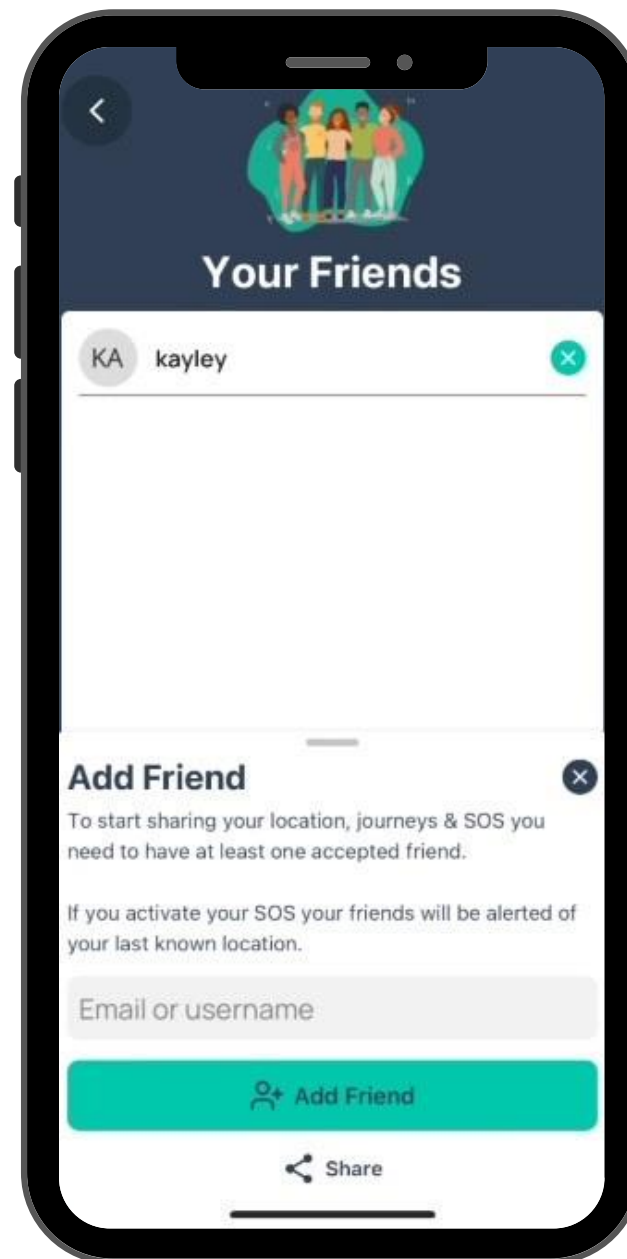 Your Friends
KA
kayley
Add Friend
To start sharing your location, journeys & SOS you
need to have at least one accepted friend.
If you activate your SOS your friends will be alerted of
your last known location.
Email or username
Add Friend
Share